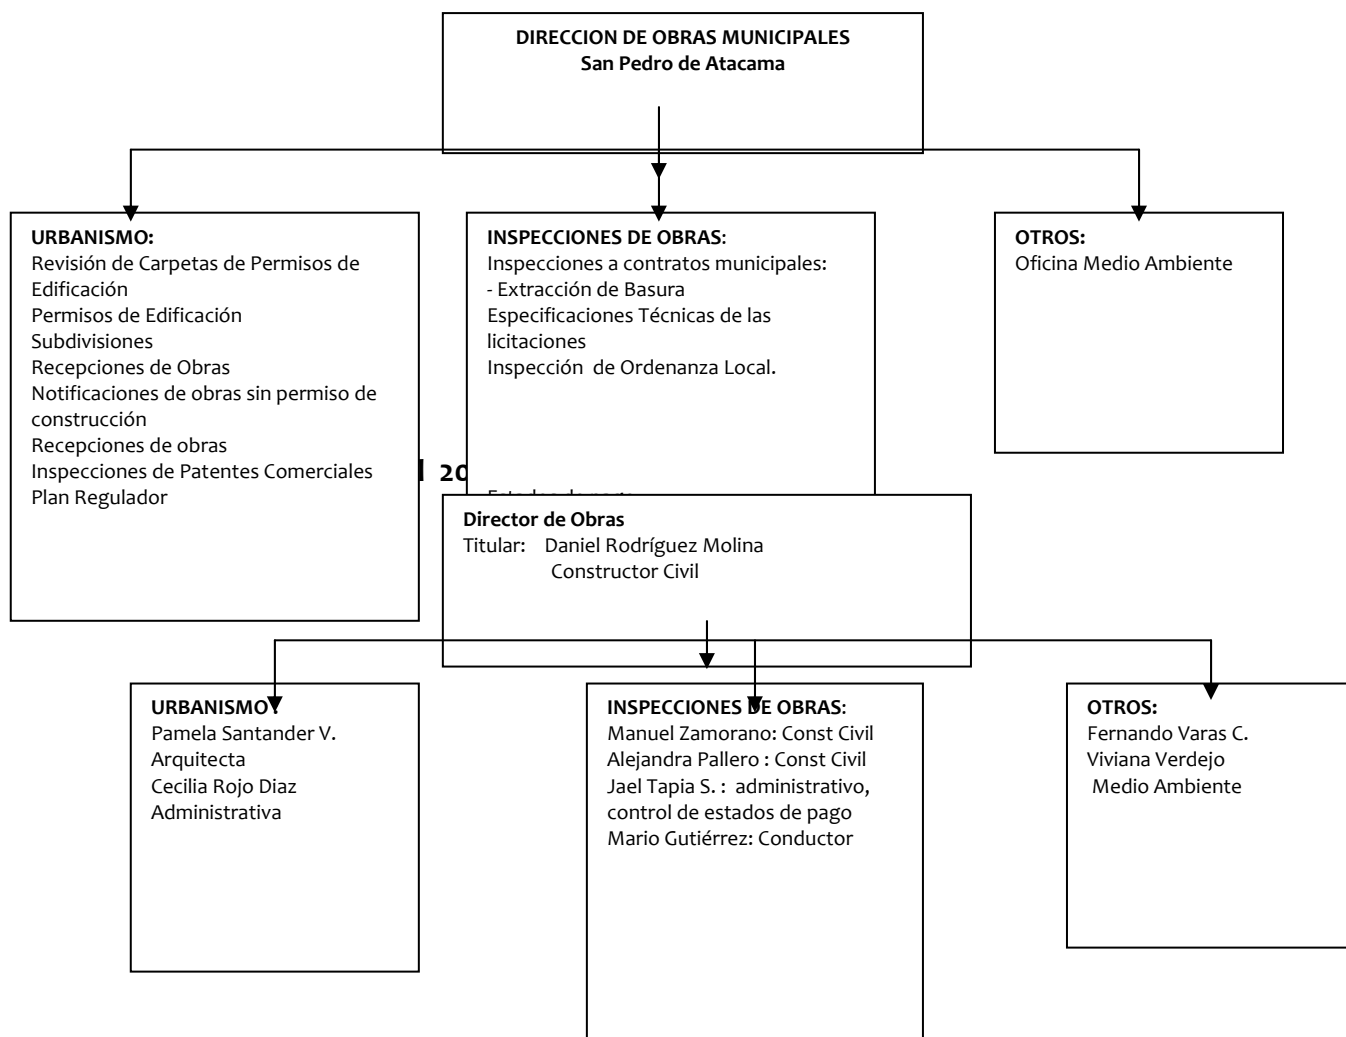 DIRECCION DE OBRAS MUNICIPALES
San Pedro de Atacama
URBANISMO:
Revisión de Carpetas de Permisos de
Edificación
Permisos de Edificación
Subdivisiones
Recepciones de Obras
Notificaciones de obras sin permiso de
construcción
Recepciones de obras
Inspecciones de Patentes Comerciales
Plan Regulador
INSPECCIONES DE OBRAS:
Inspecciones a contratos municipales:
- Extracción de Basura
Especificaciones Técnicas de las
licitaciones
Inspección  de Ordenanza Local.
OTROS:
Oficina Medio Ambiente
20
Director de Obras
Titular:    Daniel Rodríguez Molina
Constructor Civil
URBANISMO :
Pamela Santander V.
Arquitecta
Cecilia Rojo Diaz
Administrativa
INSPECCIONES DE OBRAS:
Manuel Zamorano: Const Civil
Alejandra Pallero : Const Civil
Jael Tapia S. :  administrativo,
control de estados de pago
Mario Gutiérrez: Conductor
OTROS:
Fernando Varas C.
Viviana Verdejo
Medio Ambiente